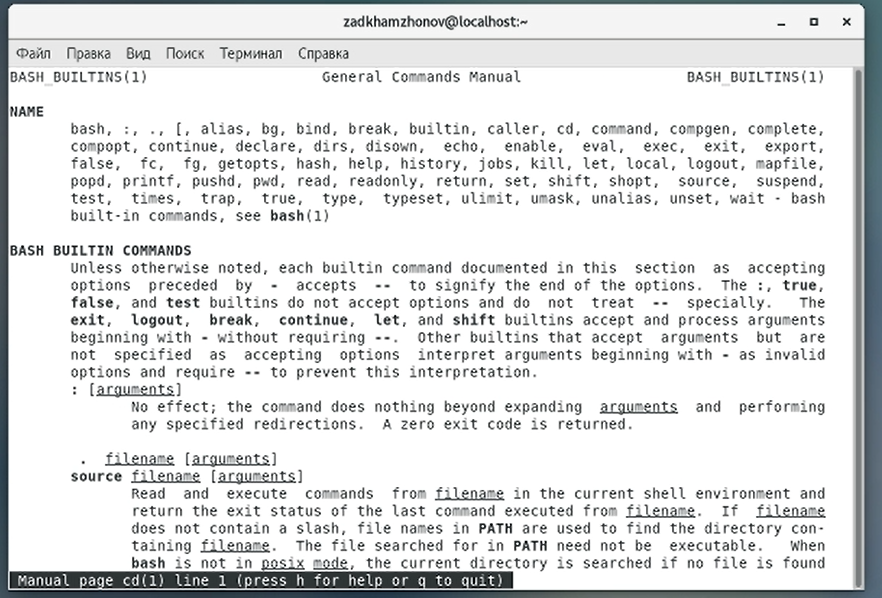 zadkhamzhonov@localhost:~
Файл Правка Вид Поиск Терминал Справка
BASH_BUILTINS(1) General Commands Manual BASH_BUILTINS(1)
NAME
bash, :, ., [, alias, bg, bind, break, builtin, caller, cd, command, compgen, complete,
compopt, continue, declare, dirs, disown, echo, enable, eval, exec, exit, export,
false, fc, fg, getopts, hash, help, history, jobs, kill, let, local, logout, mapfile,
popd, printf, pushd, pwd, read, readonly, return, set, shift, shopt, source, suspend,
test, times, trap, true, type, typeset, ulimit, umask, unalias, unset, wait - bash
built-in commands, see bash(1)
BASH BUILTIN COMMANDS
Unless otherwise noted, each builtin command documented in this section as accepting
options preceded by - accepts -- to signify the end of the options. The :, true,
false, and test builtins do not accept options and do not treat -- specially. The
exit, logout, break, continue, let, and shift builtins accept and process arguments
beginning with - without requiring --. Other builtins that accept arguments but are
not specified as accepting options interpret arguments beginning with - as invalid
options and require -- to prevent this interpretation.
: [arguments]
No effect; the command does nothing beyond expanding arguments and performing
any specified redirections. A zero exit code is returned.
. filename [arguments]
source filename [arguments]
Read and execute commands from filename in the current shell environment and
return the exit status of the last command executed from filename. If filename
does not contain a slash, file names in PATH are used to find the directory con-
taining filename. The file searched for in PATH need not be executable. When
bash is not in posix mode, the current directory is searched if no file is found
Manual page cd(1) line 1 (press h for help or q to quit)